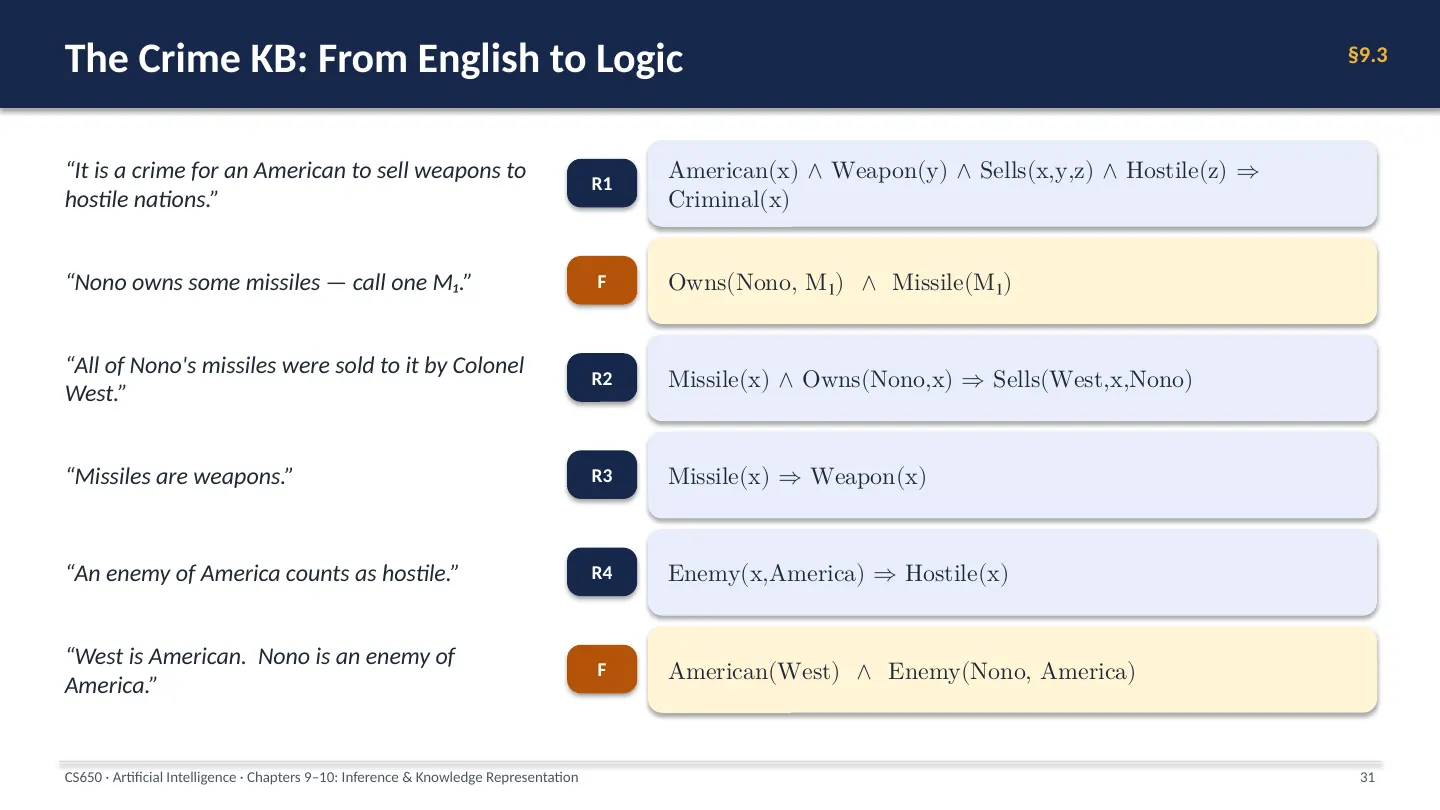 The Crime KB: From English to Logic
§9.3
“It is a crime for an American to sell weapons to
hostile nations.”
R1
American(x) ∧ Weapon(y) ∧ Sells(x,y,z) ∧ Hostile(z) ⇒
Criminal(x)
“Nono owns some missiles — call one M₁.”
F
Owns(Nono, M₁) ∧ Missile(M₁)
“All of Nono's missiles were sold to it by Colonel
West.”
R2
Missile(x) ∧ Owns(Nono,x) ⇒ Sells(West,x,Nono)
“Missiles are weapons.”
R3
Missile(x) ⇒ Weapon(x)
“An enemy of America counts as hostile.”
R4
Enemy(x,America) ⇒ Hostile(x)
“West is American.  Nono is an enemy of
America.”
F
American(West) ∧ Enemy(Nono, America)
CS650 · Artificial Intelligence · Chapters 9–10: Inference & Knowledge Representation
31